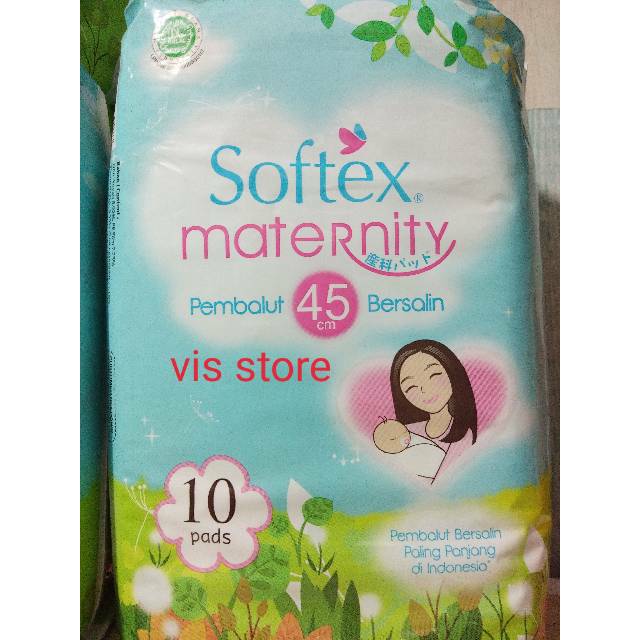 Softex®
maternity
産科パッド
Pembalut 45 cm Bersalin
vis store
10
pads
Pembalut Bersalin
Paling Panjang
di Indonesia*